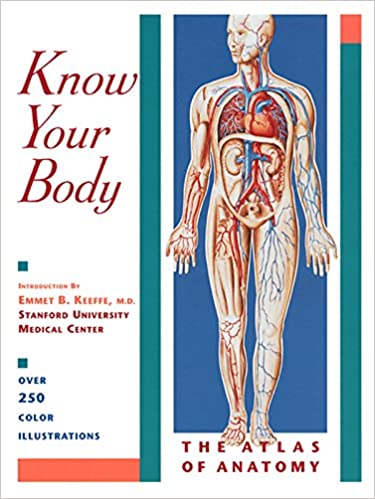 Know
Your
Body
INTRODUCTION BY
EMMET B. KEEFFE, M.D.
STANFORD UNIVERSITY
MEDICAL CENTER
OVER
250
COLOR
ILLUSTRATIONS
THE ATLAS
OF ANATOMY